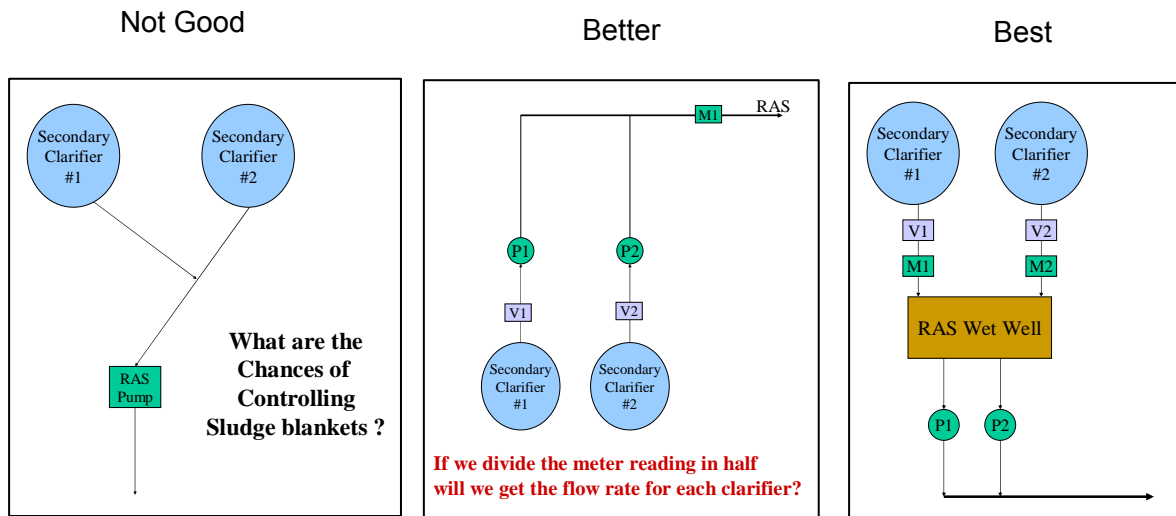 Not Good
Better
Best
Secondary
Clarifier
#1
Secondary
Clarifier
#2
RAS
Pump
What are the
Chances of
Controlling
Sludge blankets ?
M1
RAS
P1
P2
V1
V2
Secondary
Clarifier
#1
Secondary
Clarifier
#2
If we divide the meter reading in half
will we get the flow rate for each clarifier?
Secondary
Clarifier
#1
Secondary
Clarifier
#2
V1
V2
M1
M2
RAS Wet Well
P1
P2